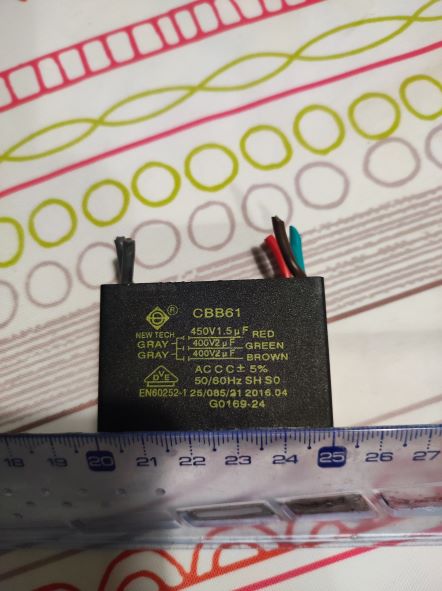 ®
CBB61
NEW TECH
450V1.5μF RED
GRAY 400V2μF GREEN
GRAY 400V2μF BROWN
VDE
AC C C ± 5%
50/60Hz SH S0
EN60252-1 25/085/21 2016.04
G0169-24
18 19 20 21 22 23 24 25 26 27